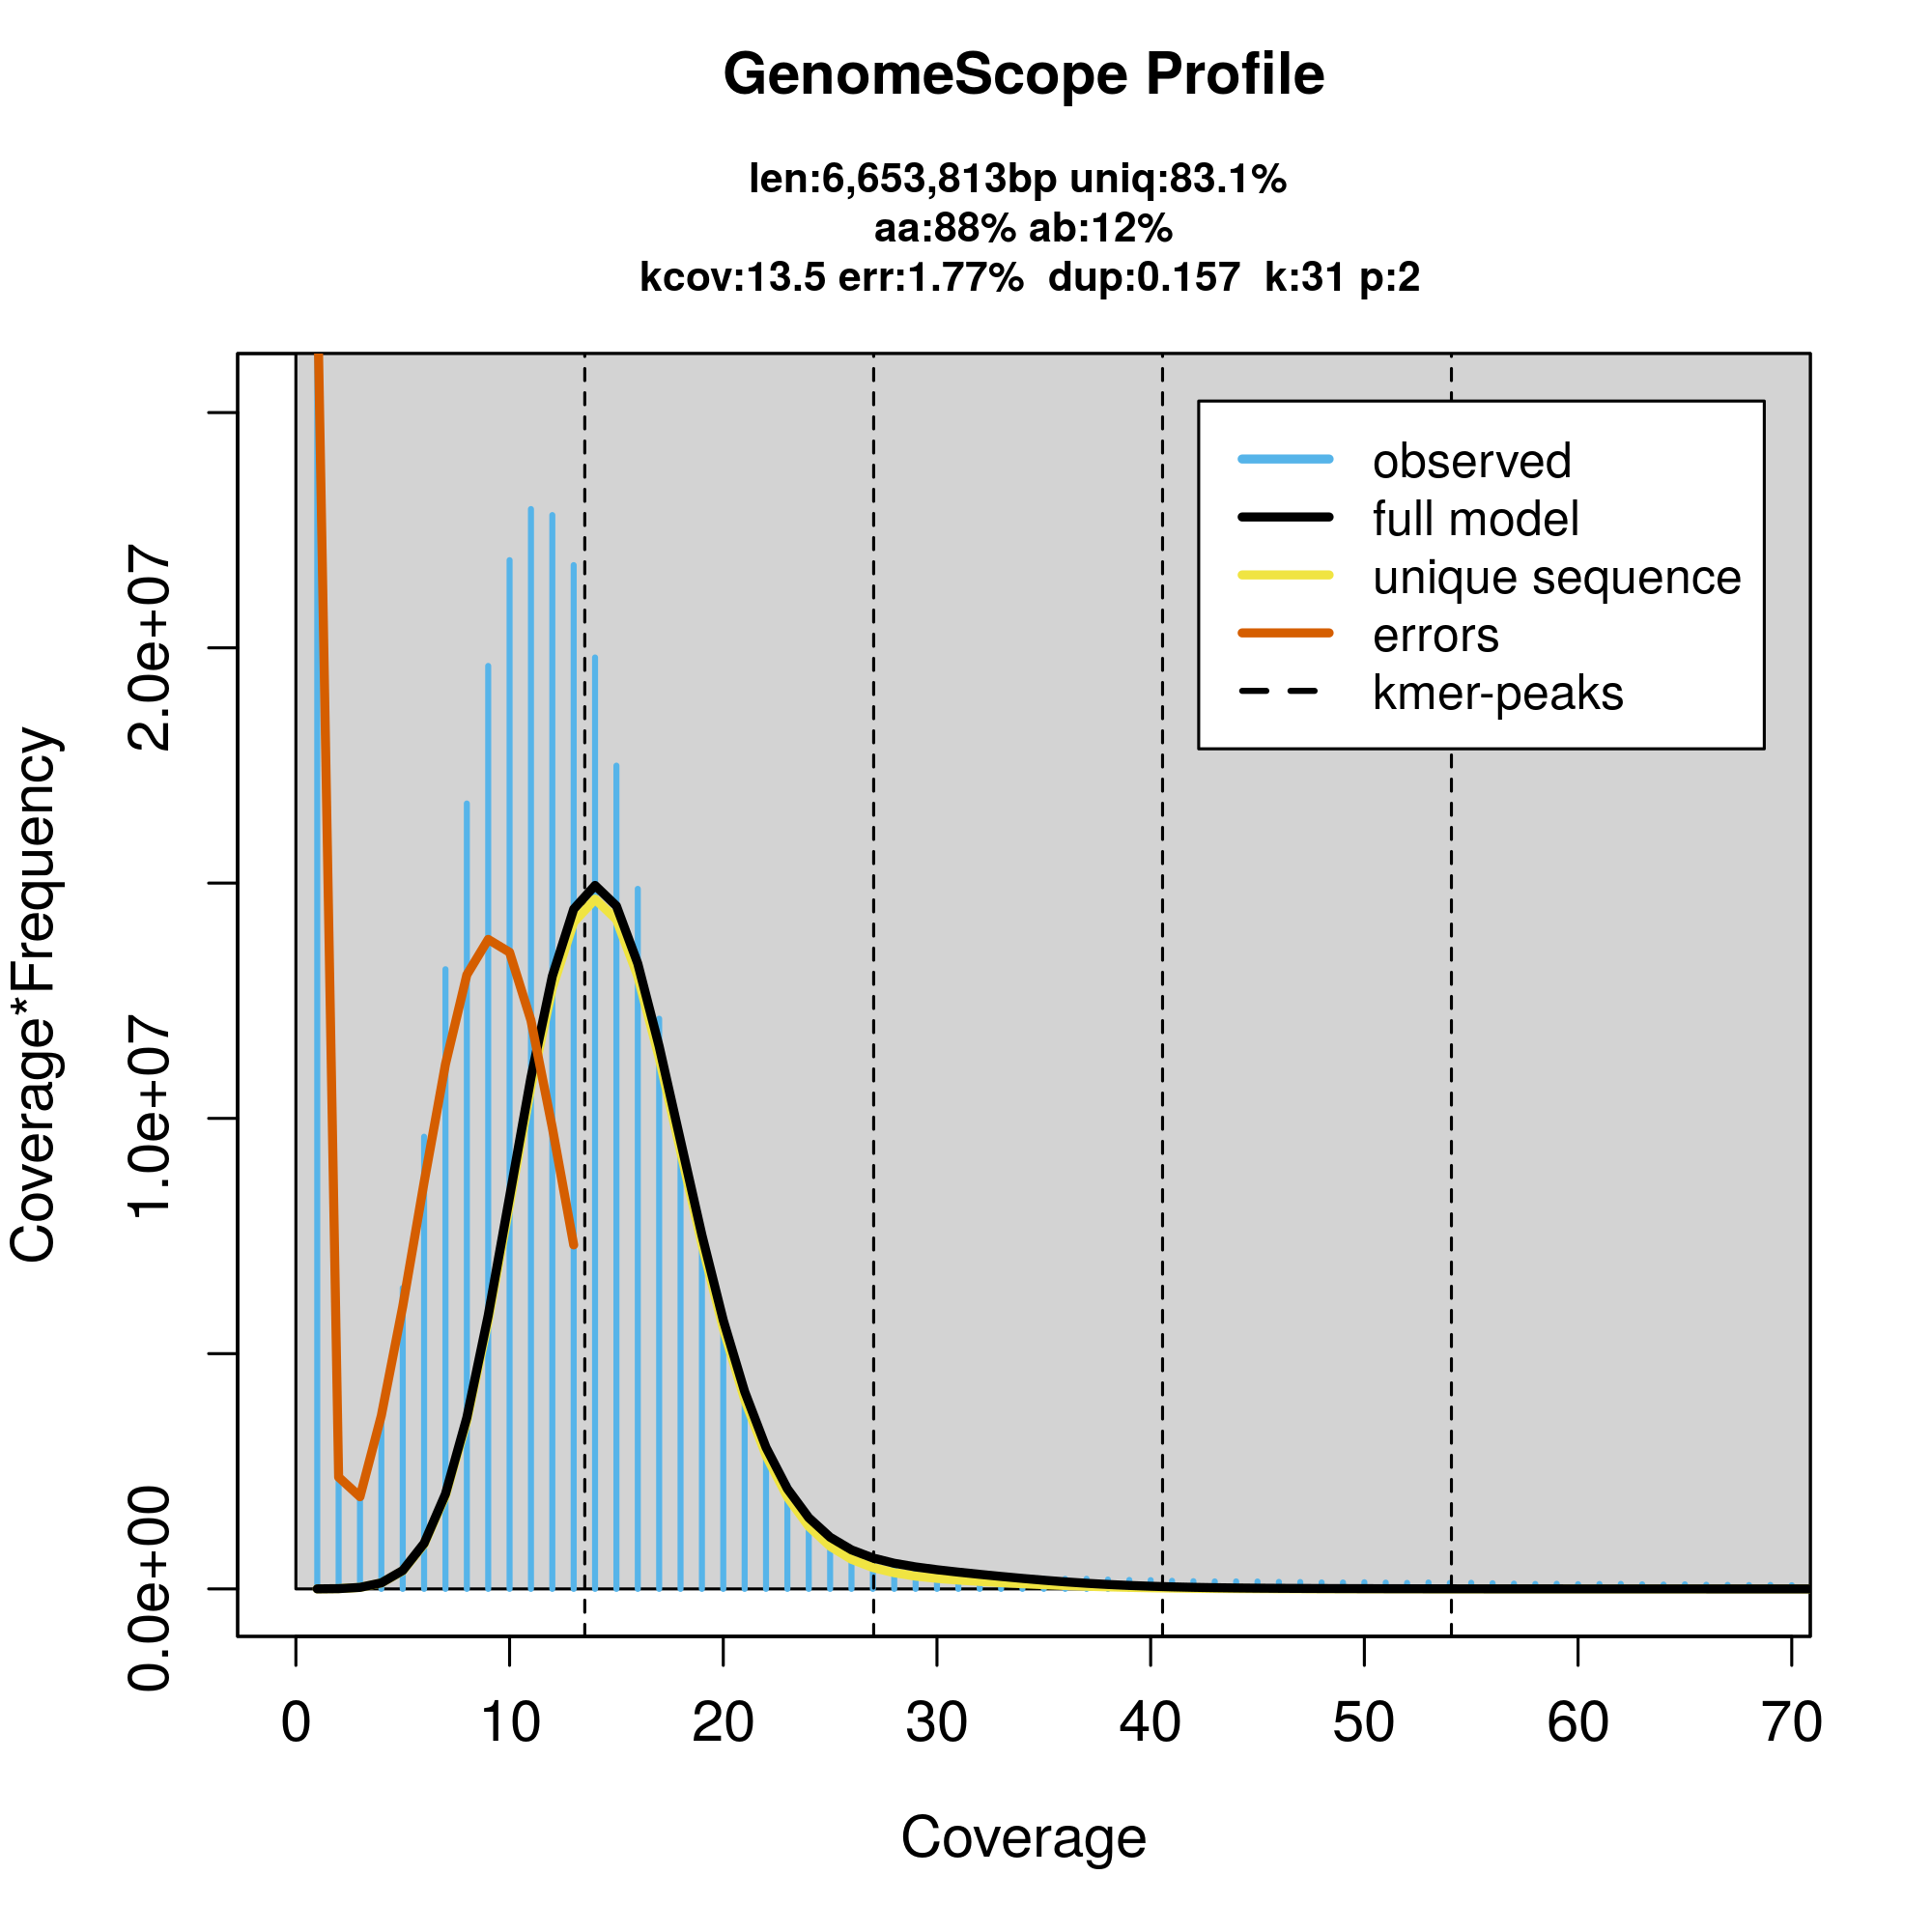 GenomeScope Profile
len:6,653,813bp uniq:83.1%
aa:88% ab:12%
kcov:13.5 err:1.77%  dup:0.157  k:31 p:2
observed
full model
unique sequence
errors
kmer-peaks
Coverage*Frequency
2.0e+07
1.0e+07
0.0e+00
0 10 20 30 40 50 60 70
Coverage